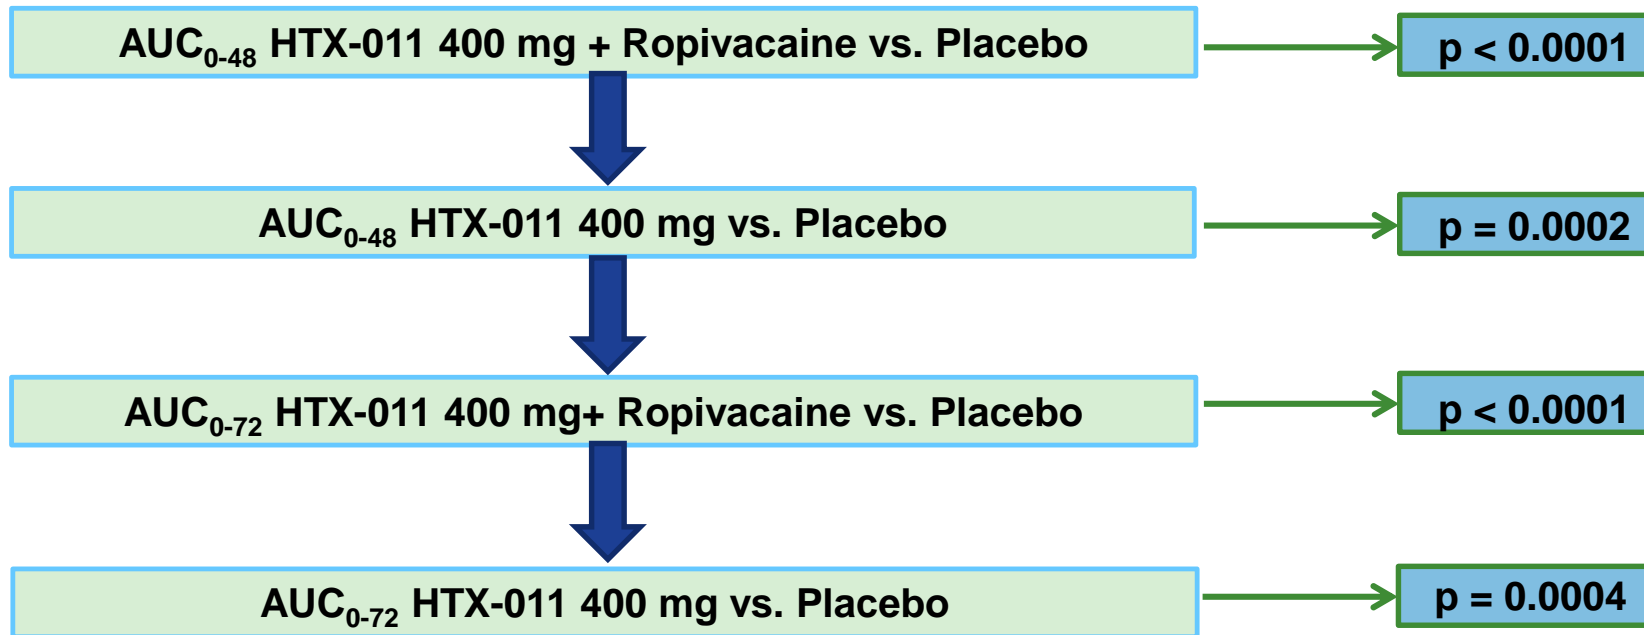 AUC0-48 HTX-011 400 mg + Ropivacaine vs. Placebo
p < 0.0001
AUC0-48 HTX-011 400 mg vs. Placebo
p = 0.0002
AUC0-72 HTX-011 400 mg+ Ropivacaine vs. Placebo
p < 0.0001
AUC0-72 HTX-011 400 mg vs. Placebo
p = 0.0004